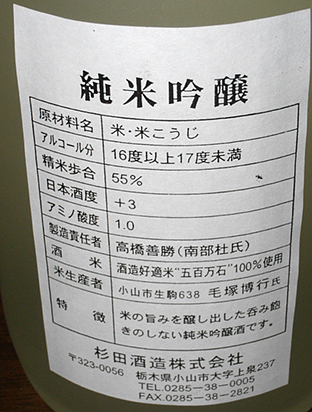 純米吟醸
原材料名 米・米こうじ
アルコール分 16度以上17度未満
精米歩合 55%
日本酒度 +3
アミノ酸度 1.0
製造責任者 高橋善勝(南部杜氏)
酒米 酒造好適米"五百万石"100%使用
米生産者 小山市生駒638 毛塚博行氏
特徴 米の旨みを醸し出した呑み飽
きのしない純米吟醸酒です。
杉田酒造株式会社
〒323-0056 栃木県小山市大字上泉237
TEL.0285-38-0005
FAX.0285-38-2821